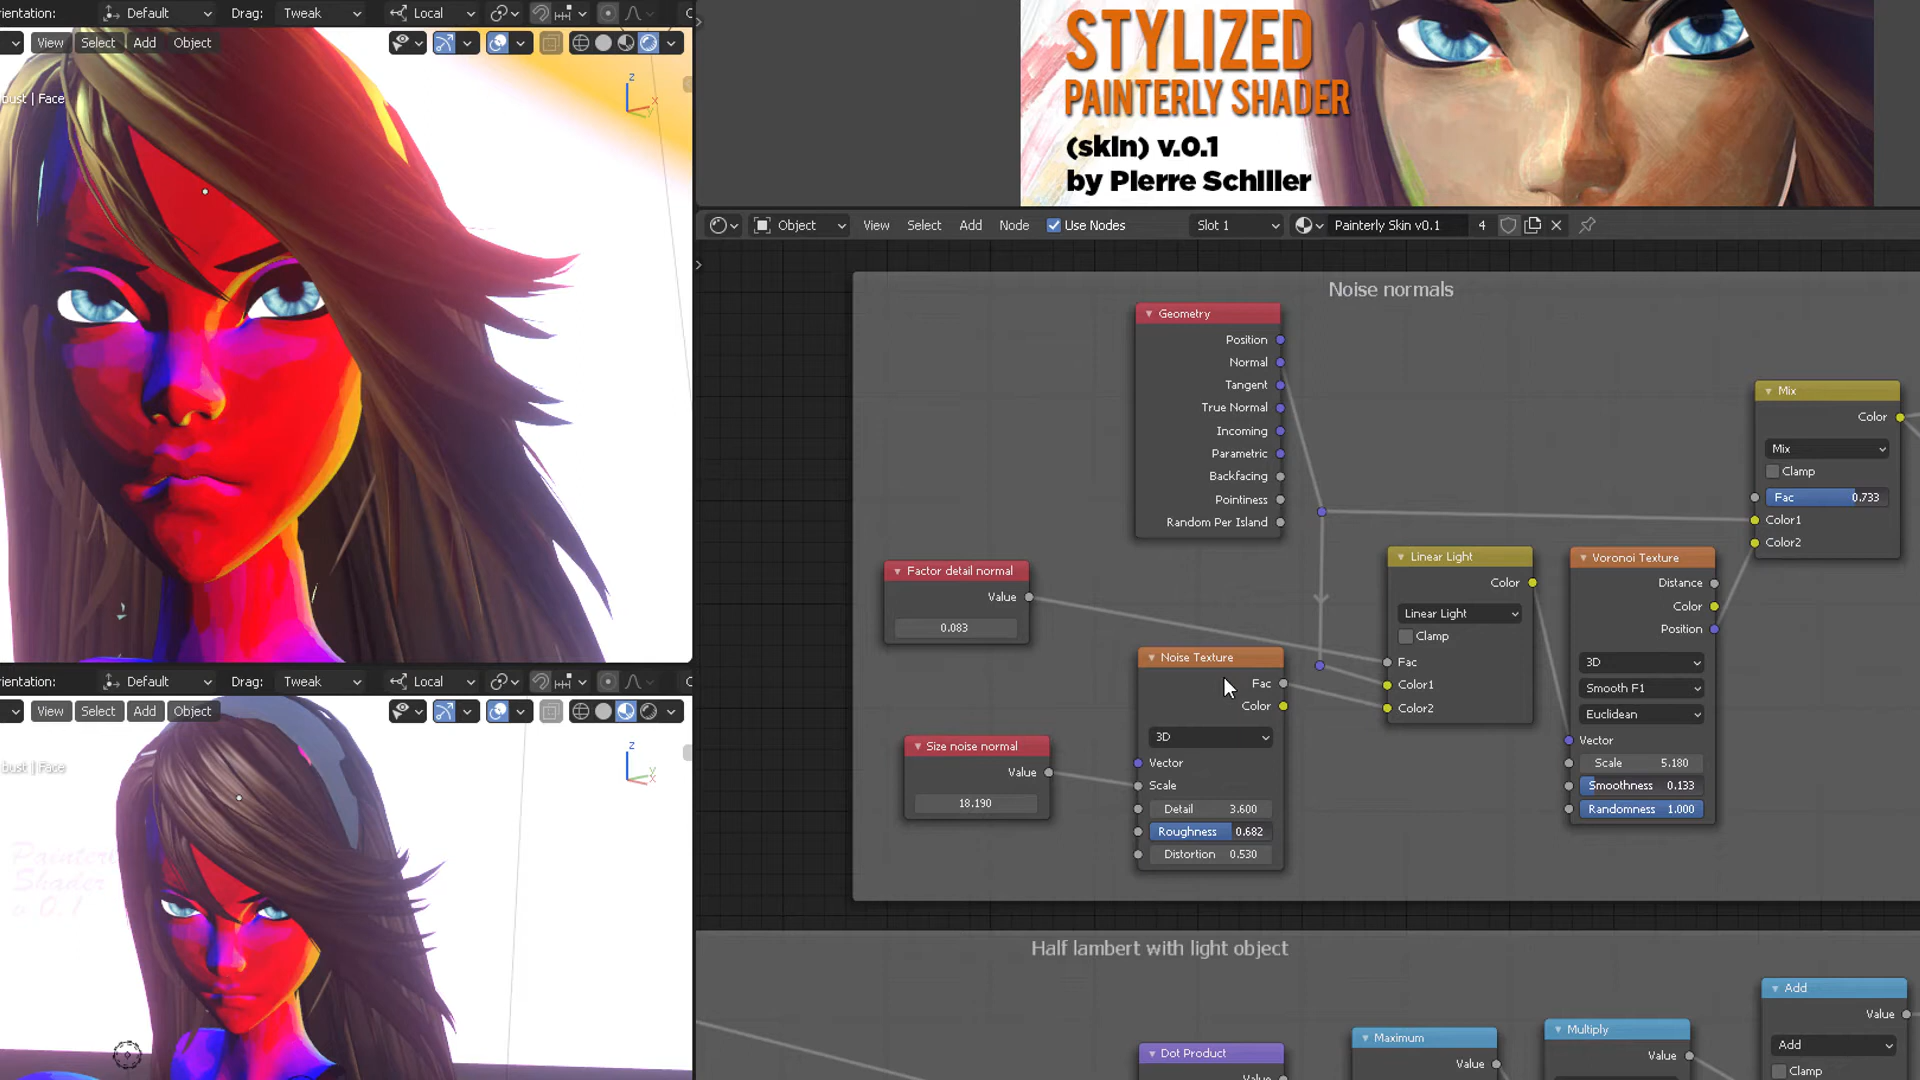 ientation: Default Drag: Tweak Local
View Select Add Object
bust | Face
Z
X
Y
STYLIZED
PAINTERLY SHADER
(skin) v.0.1
by Pierre Schiller
Object View Select Add Node Use Nodes Slot 1 Painterly Skin v0.1 4
Noise normals
Geometry
Position
Normal
Tangent
True Normal
Incoming
Parametric
Backfacing
Pointiness
Random Per Island
Mix
Color
Mix
Clamp
Fac 0.733
Color1
Color2
Factor detail normal
Value
0.083
Linear Light
Color
Linear Light
Clamp
Fac
Color1
Color2
Voronoi Texture
Distance
Color
Position
3D
Smooth F1
Euclidean
Vector
Scale 5.180
Smoothness 0.133
Randomness 1.000
Noise Texture
Fac
Color
3D
Vector
Scale
Detail 3.600
Roughness 0.682
Distortion 0.530
Size noise normal
Value
18.190
ientation: Default Drag: Tweak Local
View Select Add Object
bust | Face
Z
Y
X
Painter
Shader
v.0.1
Half lambert with light object
Dot Product
Value
Maximum
Value
Multiply
Value
Add
Value
Add
Clamp